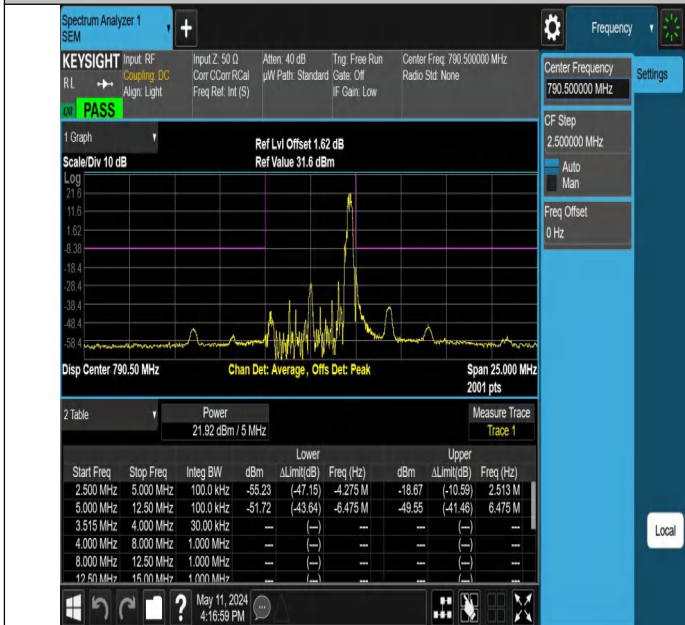 Spectrum Analyzer 1
SEM
+
Frequency
KEYSIGHT
RL
PASS
Input: RF
Coupling: DC
Align: Light
Input Z: 50 Ω
Corr CCorr RCal
Freq Ref: Int (S)
Atten: 40 dB
µW Path: Standard
Trig: Free Run
Gate: Off
IF Gain: Low
Center Freq: 790.500000 MHz
Radio Std: None
Center Frequency
790.500000 MHz
Settings
CF Step
2.500000 MHz
Auto
Man
Freq Offset
0 Hz
1 Graph
Scale/Div 10 dB
Ref Lvl Offset 1.62 dB
Ref Value 31.6 dBm
Log
21.6
11.6
1.62
-8.38
-18.4
-28.4
-38.4
-48.4
-58.4
Disp Center 790.50 MHz
Chan Det: Average , Offs Det: Peak
Span 25.000 MHz
2001 pts
2 Table
Power
21.92 dBm / 5 MHz
Measure Trace
Trace 1
Lower Upper
Start Freq Stop Freq Integ BW dBm ΔLimit(dB) Freq (Hz) dBm ΔLimit(dB) Freq (Hz)
2.500 MHz 5.000 MHz 100.0 kHz -55.23 (-47.15) -4.275 M -18.67 (-10.59) 2.513 M
5.000 MHz 12.50 MHz 100.0 kHz -51.72 (-43.64) -6.475 M -49.55 (-41.46) 6.475 M
3.515 MHz 4.000 MHz 30.00 kHz --- (---) --- --- (---) ---
4.000 MHz 8.000 MHz 1.000 MHz --- (---) --- --- (---) ---
8.000 MHz 12.50 MHz 1.000 MHz --- (---) --- --- (---) ---
12.50 MHz 15.00 MHz 1.000 MHz --- (---) --- --- (---) ---
Local
?
May 11, 2024
4:16:59 PM